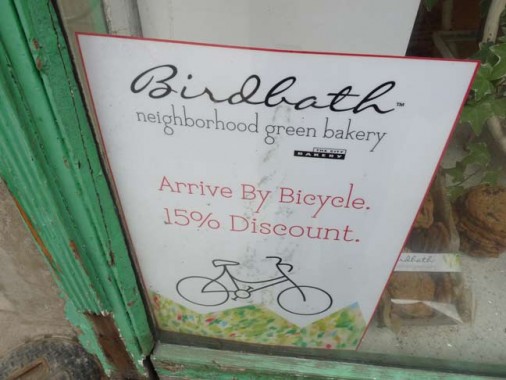 Birdbath™
neighborhood green bakery
THE CITY
BAKERY
Arrive By Bicycle.
15% Discount.